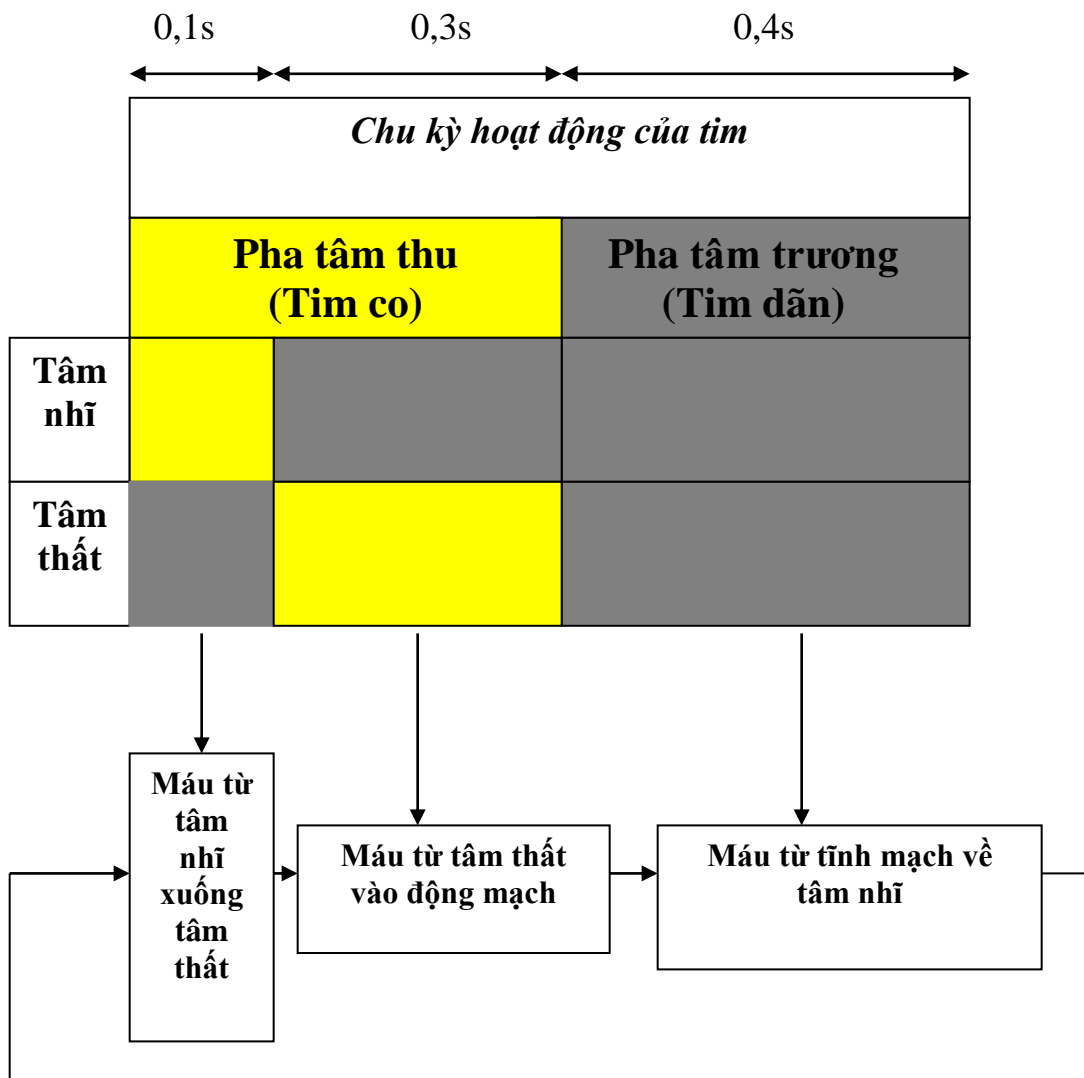 0,1s 0,3s 0,4s
Chu kỳ hoạt động của tim
Pha tâm thu
(Tim co)
Pha tâm trương
(Tim dãn)
Tâm
nhĩ
Tâm
thất
Máu từ
tâm
nhĩ
xuống
tâm
thất
Máu từ tâm thất
vào động mạch
Máu từ tĩnh mạch về
tâm nhĩ